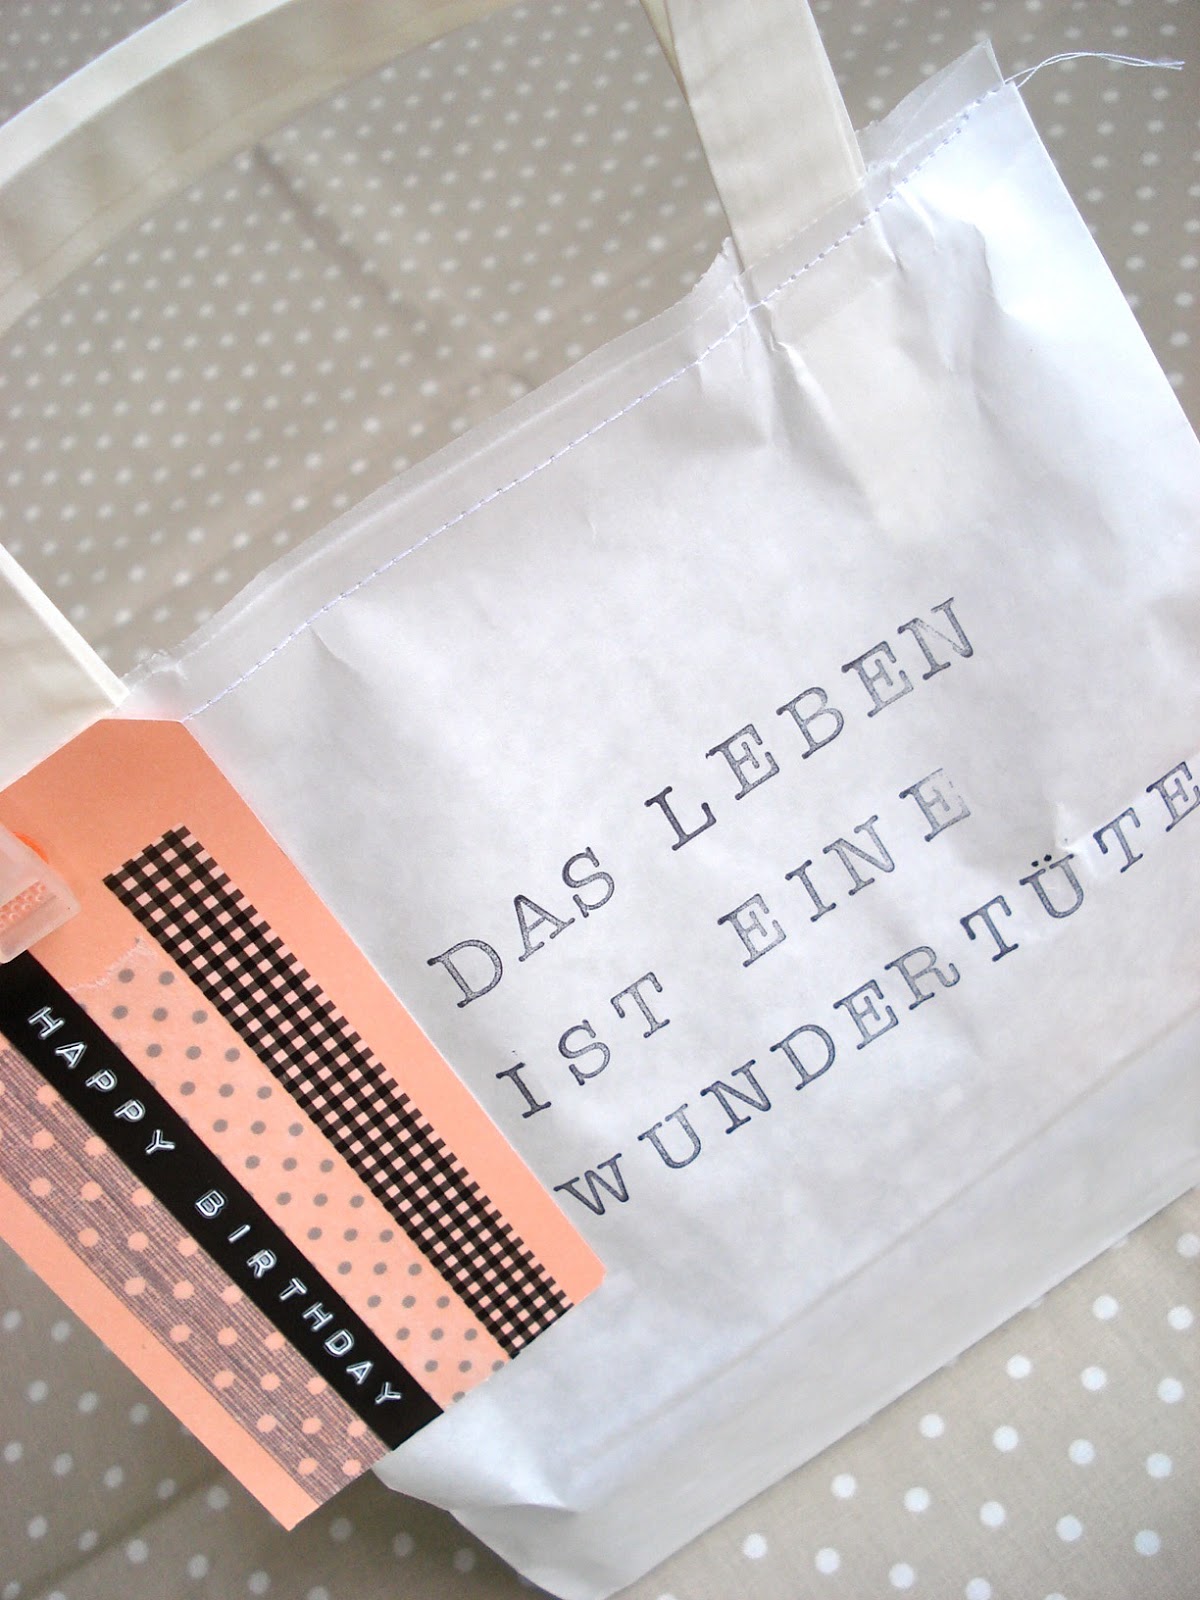 DAS LEBEN
IST EINE
WUNDERTÜTE
HAPPY BIRTHDAY